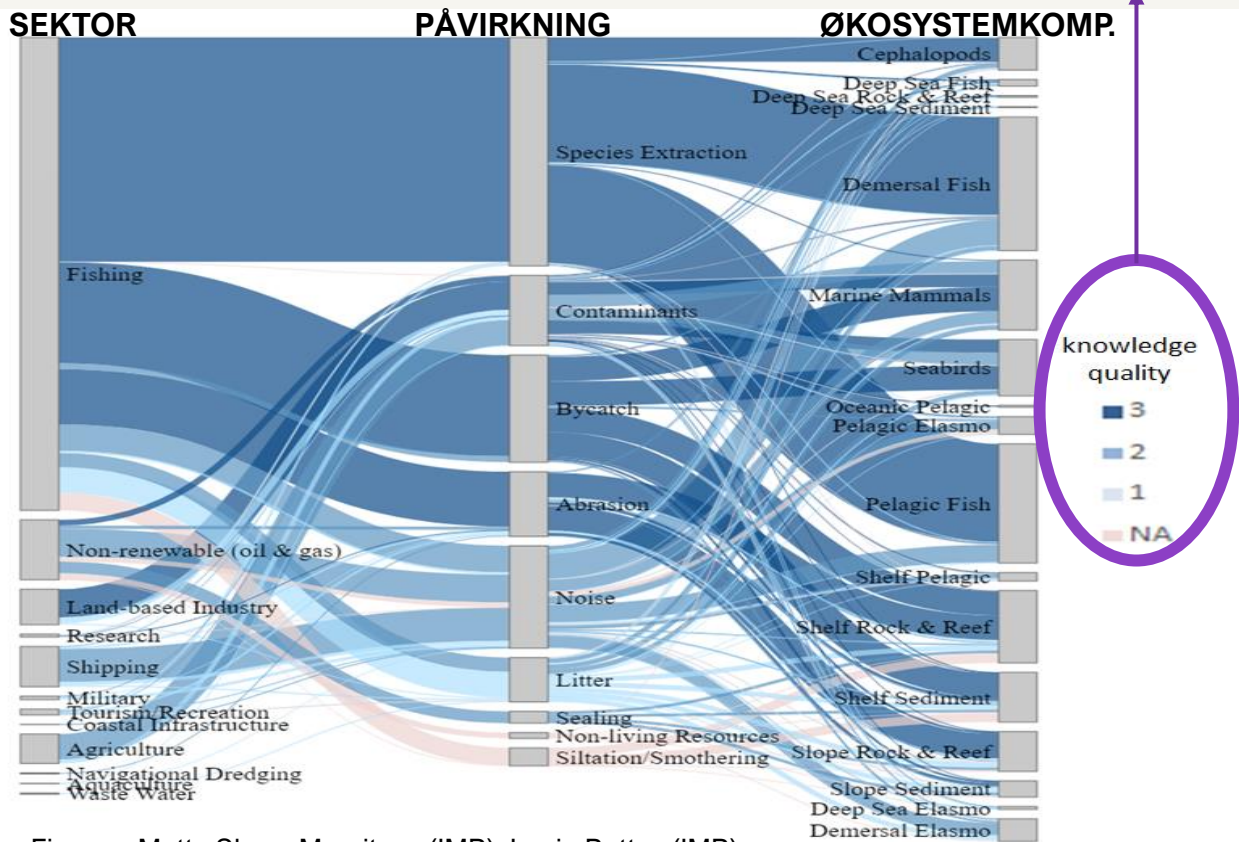 SEKTOR
PÅVIRKNING
ØKOSYSTEMKOMP.
Fishing
Non-renewable (oil & gas)
Land-based Industry
Research
Shipping
Military
Tourism/Recreation
Coastal Infrastructure
Agriculture
Navigational Dredging
Aquaculture
Waste Water
Species Extraction
Contaminants
Bycatch
Abrasion
Noise
Litter
Sealing
Non-living Resources
Siltation/Smothering
Cephalopods
Deep Sea Fish
Deep Sea Rock & Reef
Deep Sea Sediment
Demersal Fish
Marine Mammals
Seabirds
Oceanic Pelagic
Pelagic Elasmo
Pelagic Fish
Shelf Pelagic
Shelf Rock & Reef
Shelf Sediment
Slope Rock & Reef
Slope Sediment
Deep Sea Elasmo
Demersal Elasmo
knowledge
quality
3
2
1
NA